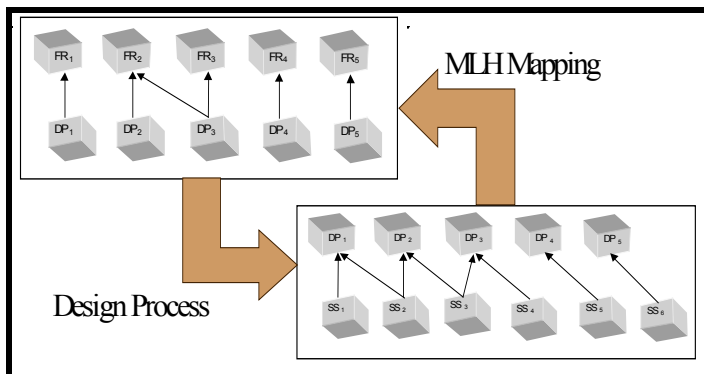 FR₁ FR₂ FR₃ FR₄ FR₅
MLH Mapping
DP₁ DP₂ DP₃ DP₄ DP₅
DP₁ DP₂ DP₃ DP₄ DP₅
Design Process
SS₁ SS₂ SS₃ SS₄ SS₅ SS₆